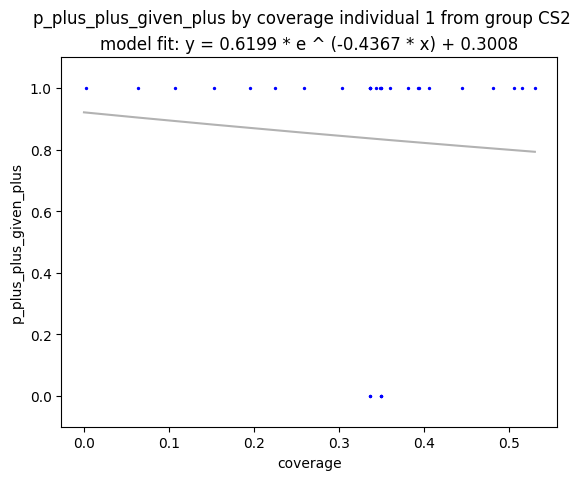 p_plus_plus_given_plus by coverage individual 1 from group CS2
model fit: y = 0.6199 * e ^ (-0.4367 * x) + 0.3008
1.0
0.8
0.6
0.4
0.2
0.0
p_plus_plus_given_plus
0.0 0.1 0.2 0.3 0.4 0.5
coverage